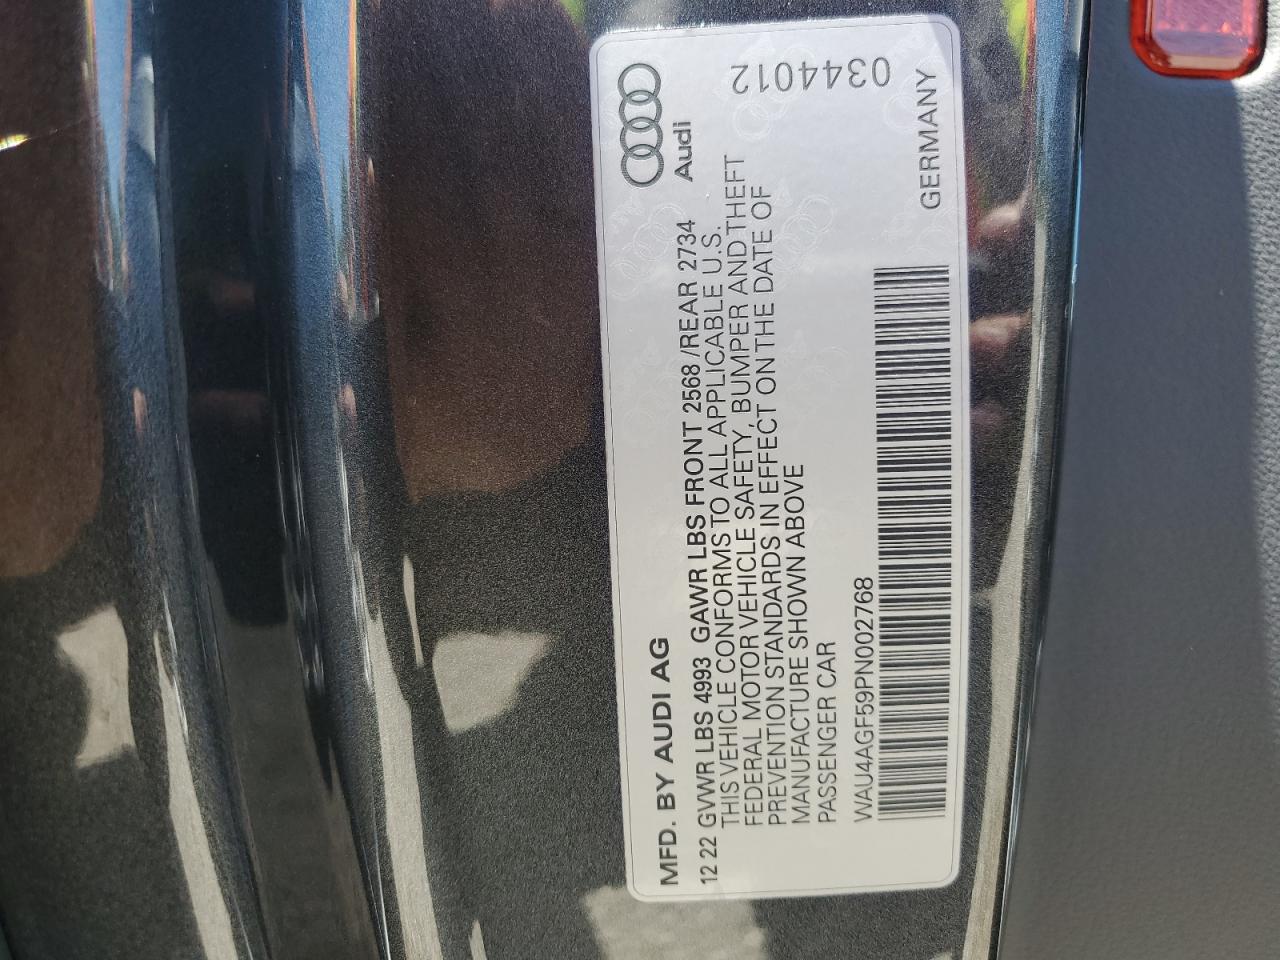 MFD. BY AUDI AG
Audi
12 22 GVWR LBS 4993 GAWR LBS FRONT 2568 /REAR 2734
THIS VEHICLE CONFORMS TO ALL APPLICABLE U.S.
FEDERAL MOTOR VEHICLE SAFETY, BUMPER AND THEFT
PREVENTION STANDARDS IN EFFECT ON THE DATE OF
MANUFACTURE SHOWN ABOVE
PASSENGER CAR
0344012
WAU4AGF59PN002768
GERMANY